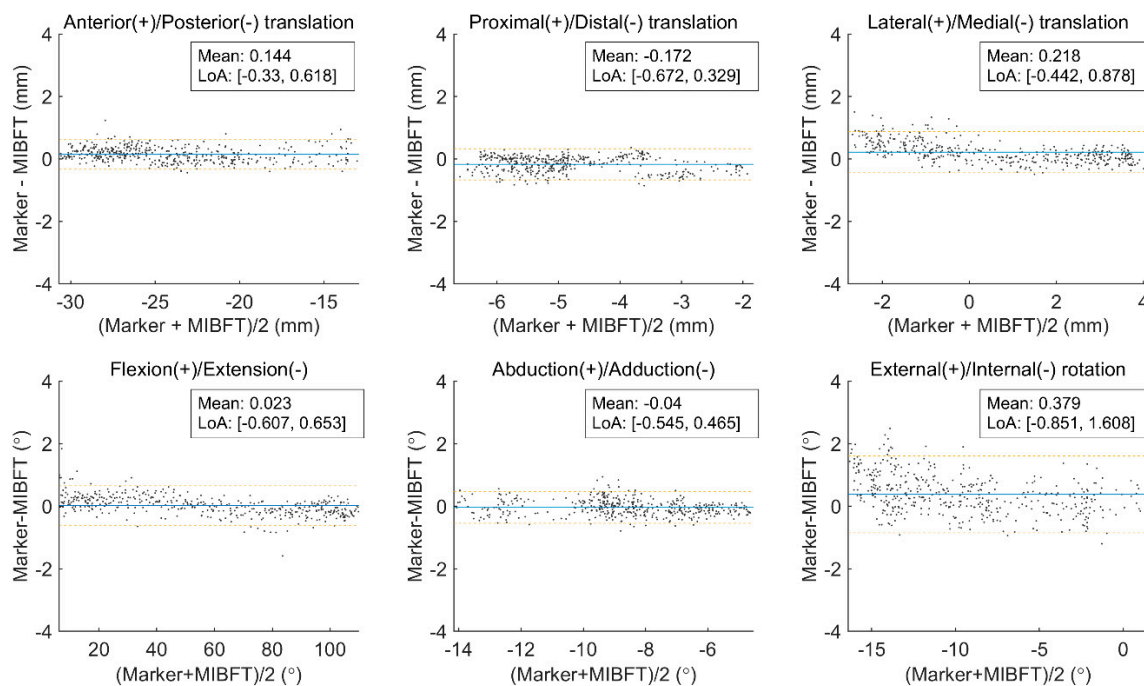 Anterior(+)/Posterior(-) translation
Mean: 0.144
LoA: [-0.33, 0.618]
Marker - MIBFT (mm)
4
2
0
-2
-4
-30
-25
-20
-15
(Marker + MIBFT)/2 (mm)
Proximal(+)/Distal(-) translation
Mean: -0.172
LoA: [-0.672, 0.329]
Marker - MIBFT (mm)
4
2
0
-2
-4
-6
-5
-4
-3
-2
(Marker + MIBFT)/2 (mm)
Lateral(+)/Medial(-) translation
Mean: 0.218
LoA: [-0.442, 0.878]
Marker - MIBFT (mm)
4
2
0
-2
-4
-2
0
2
4
(Marker + MIBFT)/2 (mm)
Flexion(+)/Extension(-)
Mean: 0.023
LoA: [-0.607, 0.653]
Marker-MIBFT (°)
4
2
0
-2
-4
20
40
60
80
100
(Marker+MIBFT)/2 (°)
Abduction(+)/Adduction(-)
Mean: -0.04
LoA: [-0.545, 0.465]
Marker-MIBFT (°)
4
2
0
-2
-4
-14
-12
-10
-8
-6
(Marker+MIBFT)/2 (°)
External(+)/Internal(-) rotation
Mean: 0.379
LoA: [-0.851, 1.608]
Marker-MIBFT (°)
4
2
0
-2
-4
-15
-10
-5
0
(Marker+MIBFT)/2 (°)